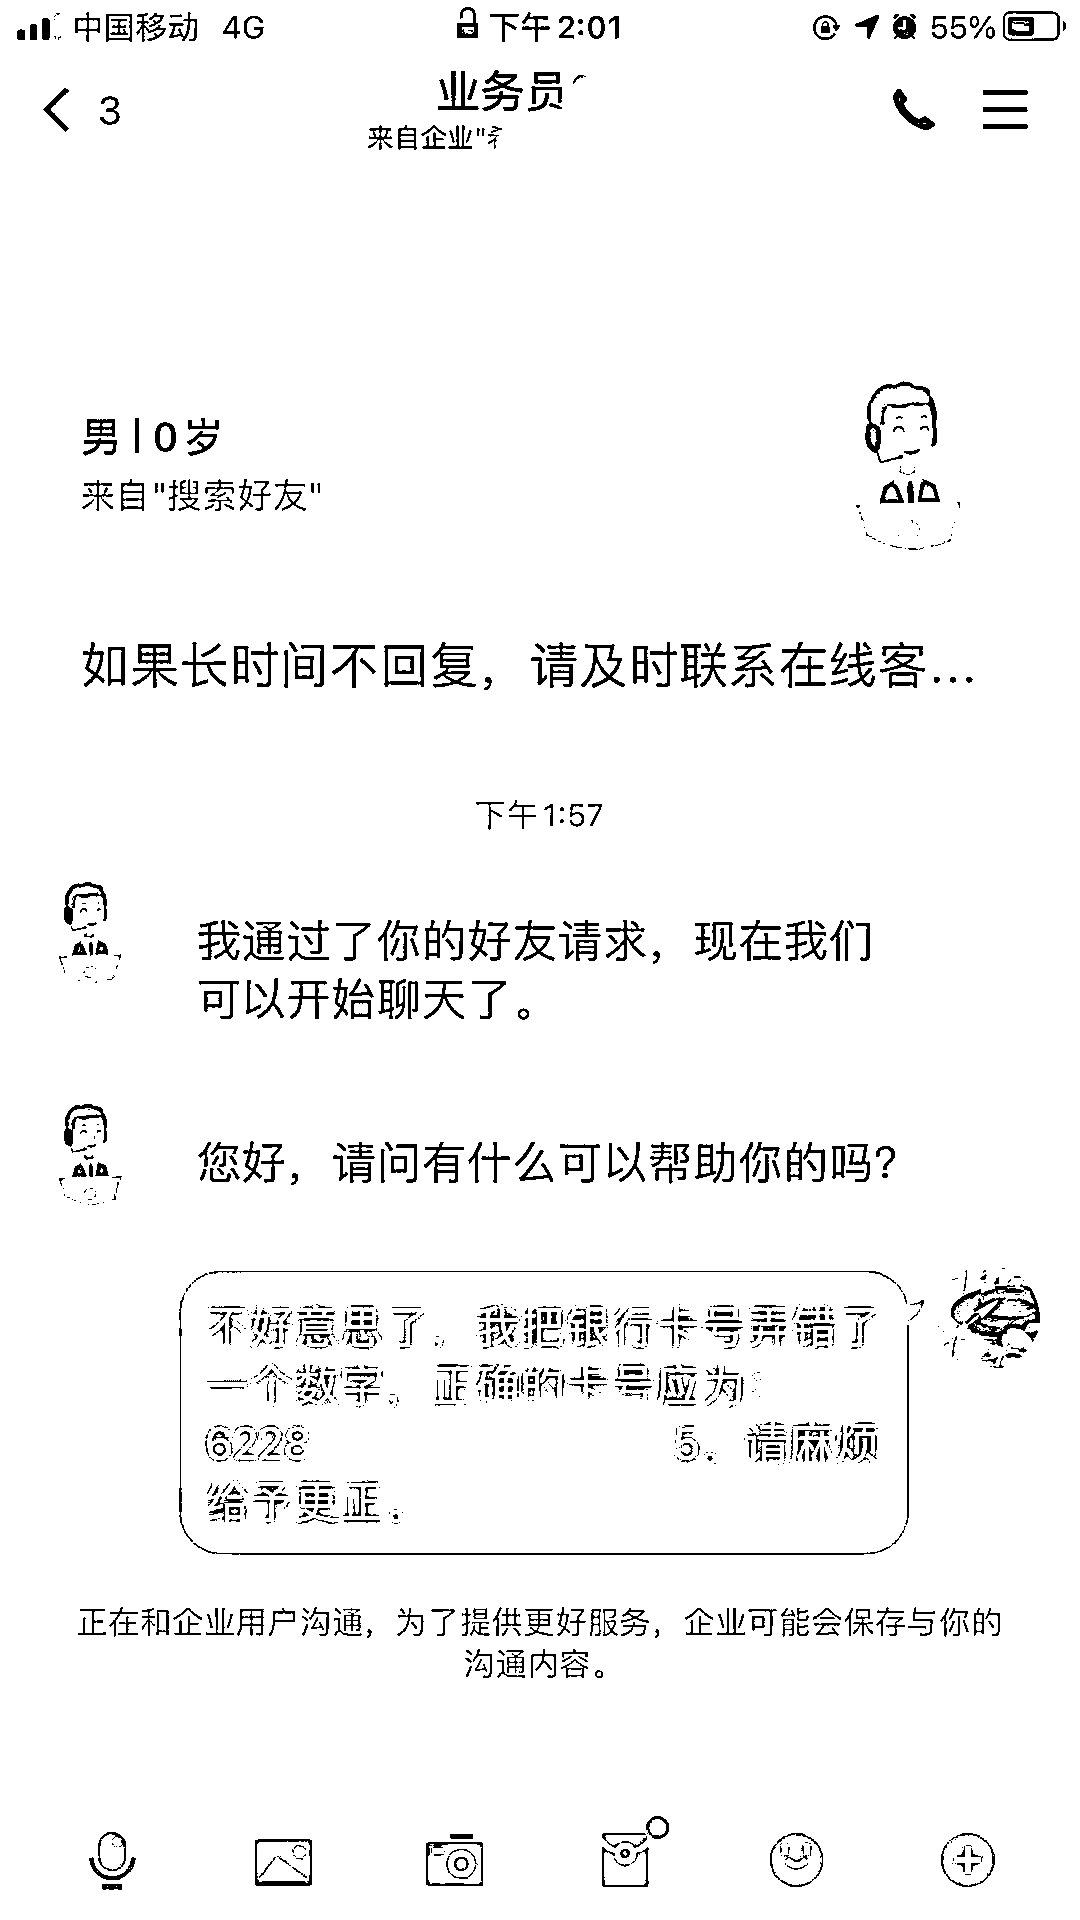 中国移动 4G 下午2:01 55%
3 业务员
来自企业"
男 | 0岁
来自"搜索好友"
如果长时间不回复，请及时联系在线客...
下午1:57
我通过了你的好友请求，现在我们
可以开始聊天了。
您好，请问有什么可以帮助你的吗？
不好意思了，我把银行卡号弄错了
一个数字，正确的卡号应为：
6228 5。请麻烦
给予更正。
正在和企业用户沟通，为了提供更好服务，企业可能会保存与你的
沟通内容。